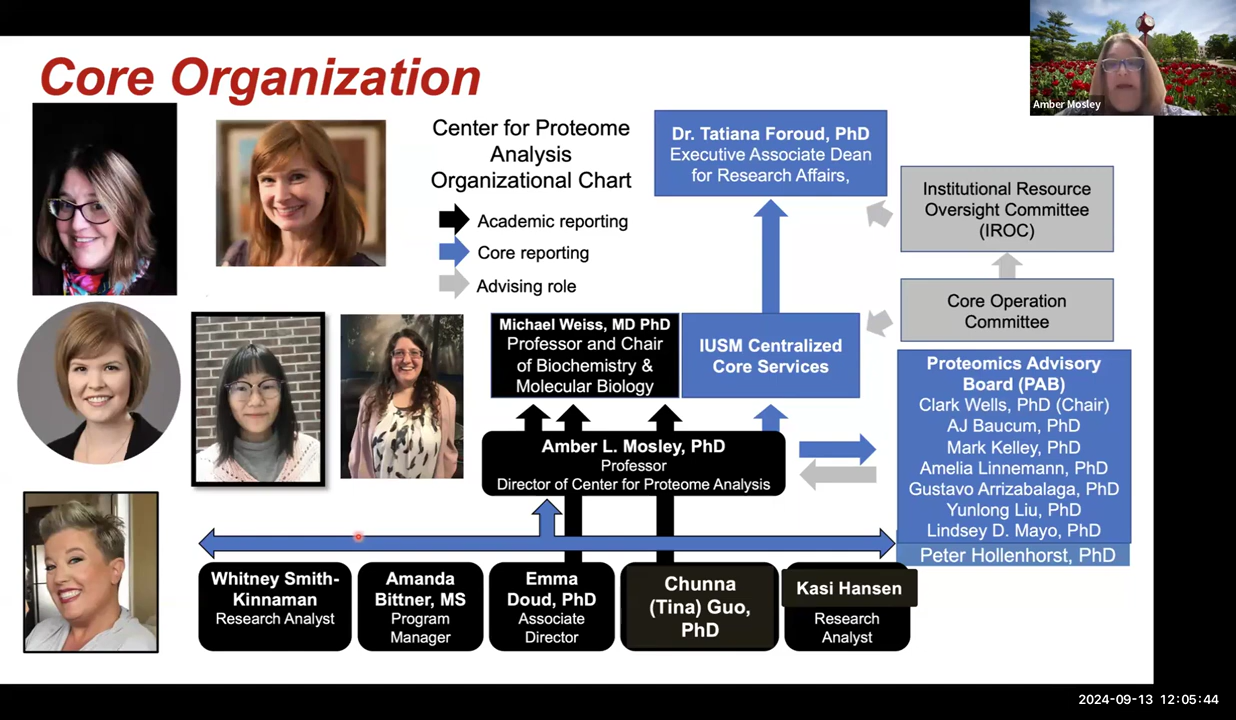 Core Organization
Amber Mosley
Center for Proteome
Analysis
Organizational Chart
Academic reporting
Core reporting
Advising role
Dr. Tatiana Foroud, PhD
Executive Associate Dean
for Research Affairs,
Institutional Resource
Oversight Committee
(IROC)
Core Operation
Committee
Michael Weiss, MD PhD
Professor and Chair
of Biochemistry &
Molecular Biology
IUSM Centralized
Core Services
Proteomics Advisory
Board (PAB)
Clark Wells, PhD (Chair)
AJ Baucum, PhD
Mark Kelley, PhD
Amelia Linnemann, PhD
Gustavo Arrizabalaga, PhD
Yunlong Liu, PhD
Lindsey D. Mayo, PhD
Peter Hollenhorst, PhD
Amber L. Mosley, PhD
Professor
Director of Center for Proteome Analysis
Whitney Smith-
Kinnaman
Research Analyst
Amanda
Bittner, MS
Program
Manager
Emma
Doud, PhD
Associate
Director
Chunna
(Tina) Guo,
PhD
Kasi Hansen
Research
Analyst
2024-09-13 12:05:44